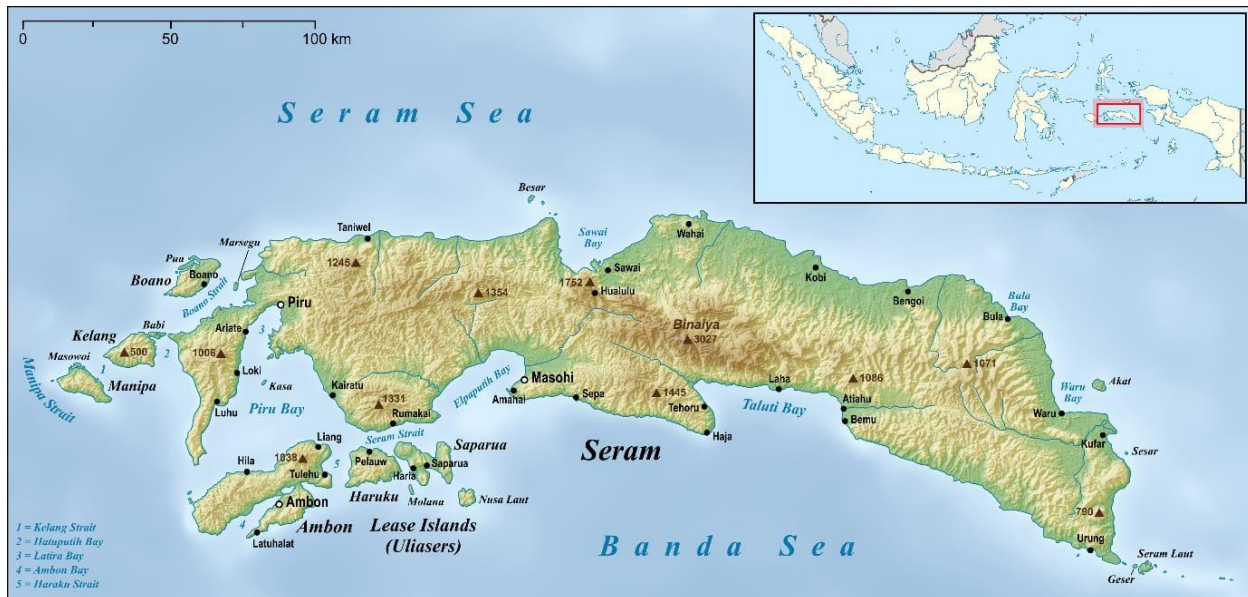 0 50 100 km
Seram Sea
Besar
Taniwel
Marsegu
Pua
Boano
Boano
Boano Strait
Sawai
Bay
Wahai
Sawai
1245
1354
1752
Hualulu
Kobi
Bengoi
Bula
Bay
Bula
Piru
Kelang
Babi
Ariate
3
Binaiya
3027
Masowoi
500
2
1006
1
Manipa
Manipa Strait
Loki
Kasa
Luhu
Piru Bay
Kairatu
1331
Rumakai
Elpaputih Bay
Masohi
Amahai
Sepa
1445
Tehoru
Haja
Laha
Taluti Bay
1086
Atiahu
Bemu
1071
Akat
Waru
Bay
Waru
Kufar
Sesar
Seram Strait
Seram
Liang
Hila
1038
Tulehu
5
Pelauw
Haruku
Haria
Saparua
Saparua
Molana
Nusa Laut
Ambon
Ambon
4
Latuhalat
Lease Islands
(Uliasers)
Banda Sea
790
Urung
Seram Laut
Geser
1 = Kelang Strait
2 = Hatuputih Bay
3 = Latira Bay
4 = Ambon Bay
5 = Haraku Strait